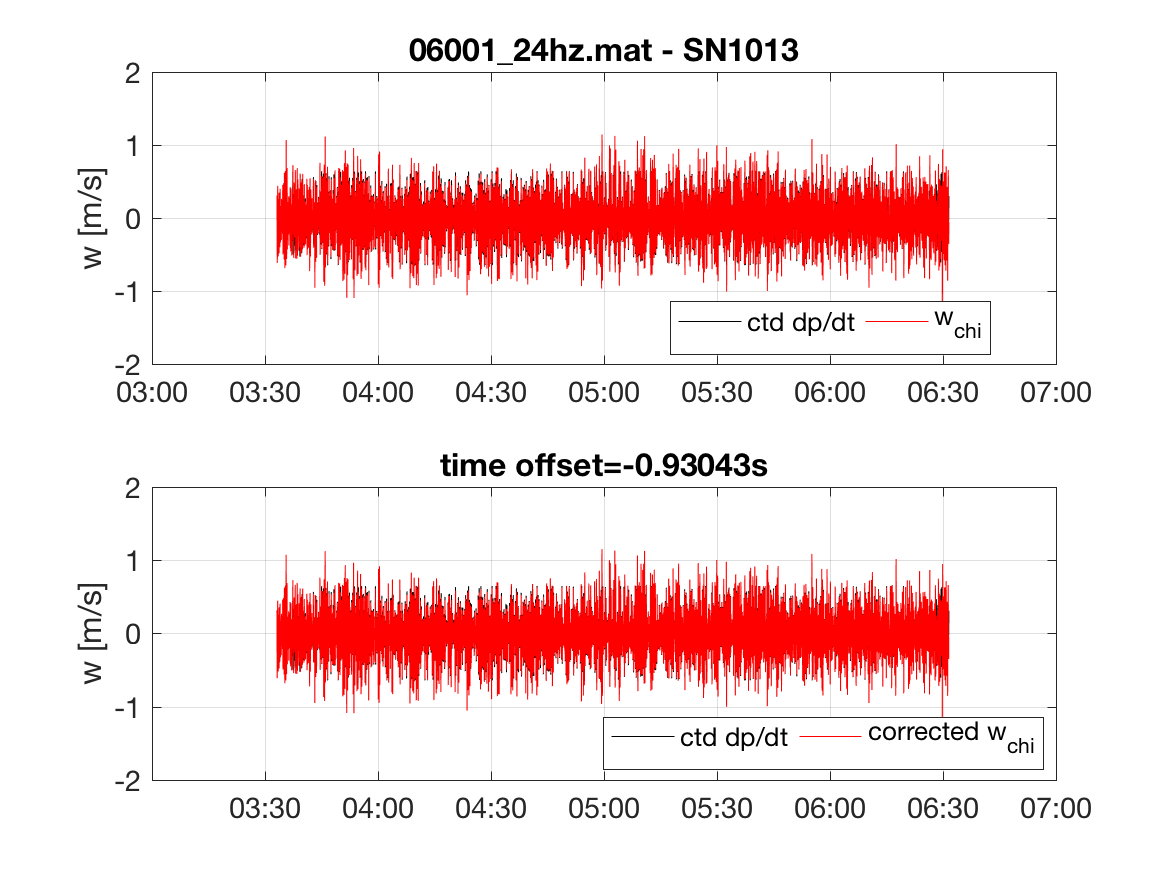 06001_24hz.mat - SN1013
w [m/s]
2
1
0
-1
-2
ctd dp/dt w_chi
03:00 03:30 04:00 04:30 05:00 05:30 06:00 06:30 07:00
time offset=-0.93043s
w [m/s]
2
1
0
-1
-2
ctd dp/dt corrected w_chi
03:30 04:00 04:30 05:00 05:30 06:00 06:30 07:00